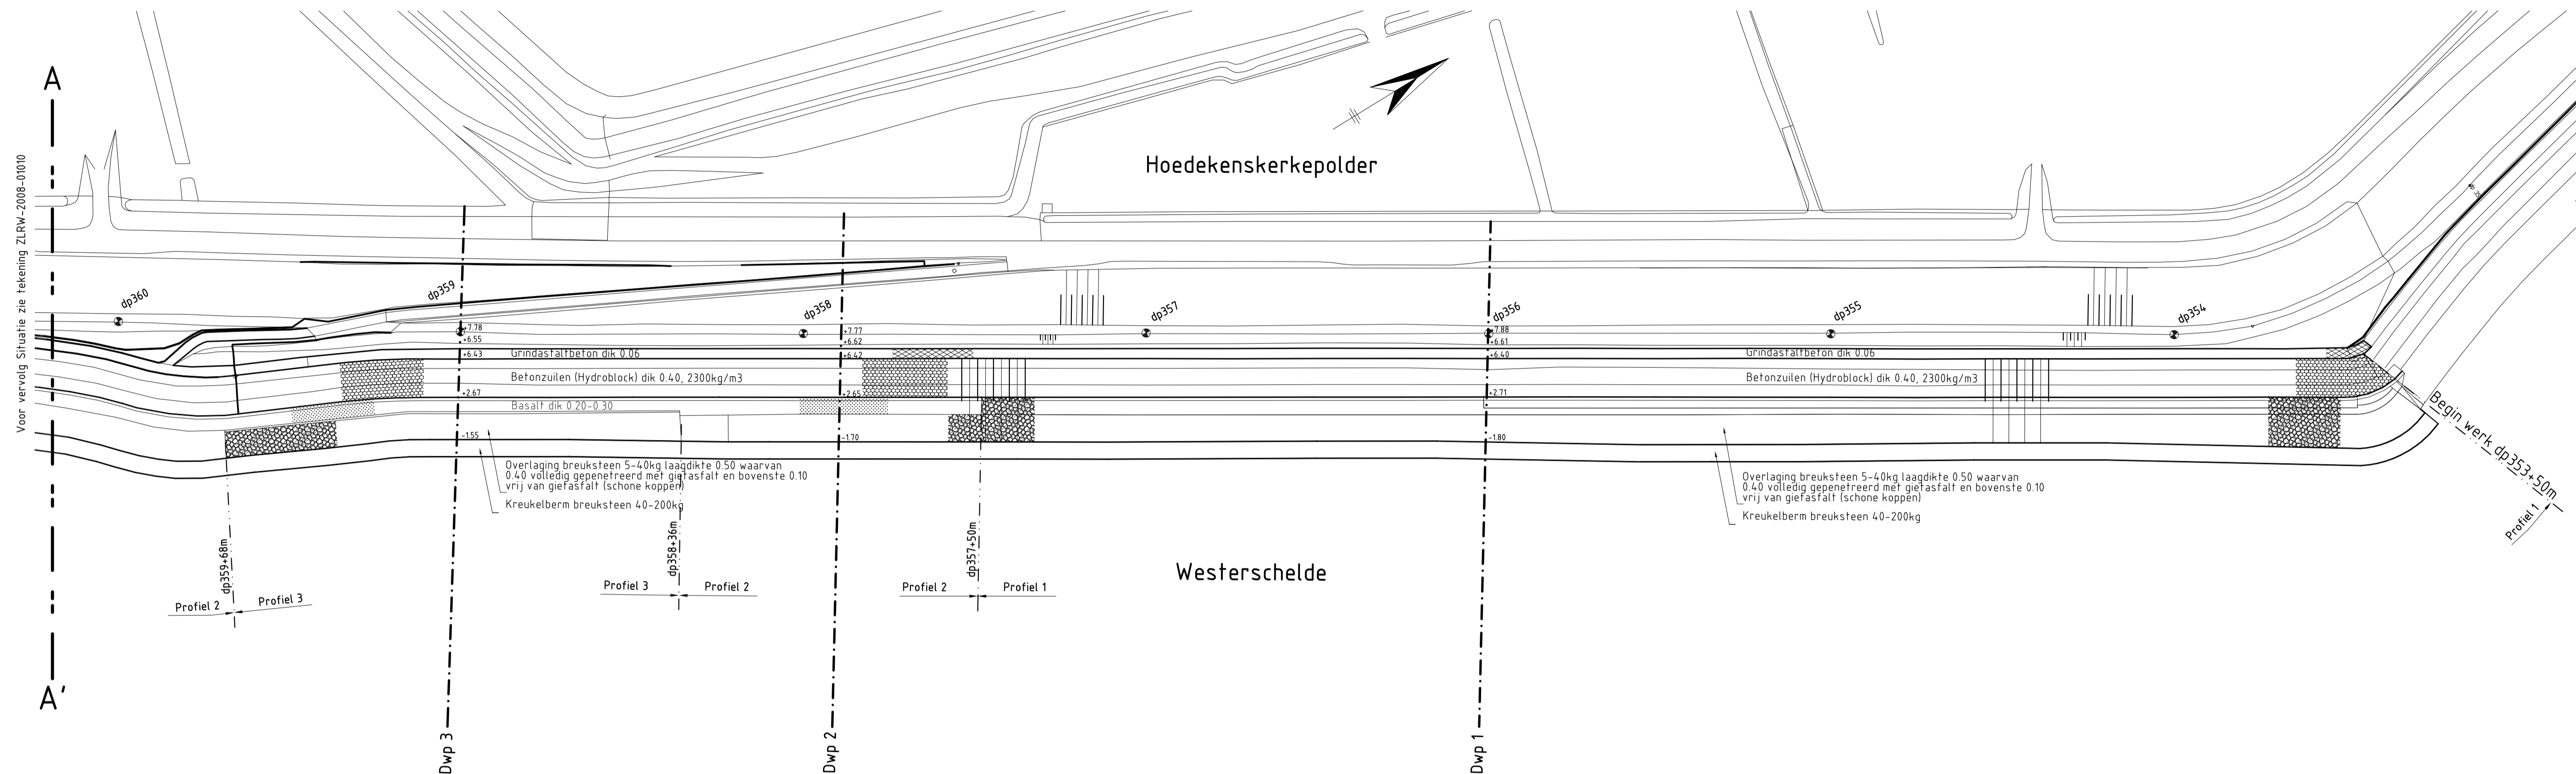 A
Voor vervolg Situatie zie tekening ZLRW-2008-01010
A'
Hoedekenskerkepolder
dp360
dp359
dp358
dp357
dp356
dp355
dp354
+7.78
+6.55
+6.43
+2.67
-1.55
+7.77
+6.62
+6.42
+2.65
-1.70
+7.88
+6.61
+6.40
+2.71
-1.80
Grindasfaltbeton dik 0.06
Betonzuilen (Hydroblock) dik 0.40, 2300kg/m3
Basalt dik 0.20-0.30
Grindasfaltbeton dik 0.06
Betonzuilen (Hydroblock) dik 0.40, 2300kg/m3
Overlaging breuksteen 5-40kg laagdikte 0.50 waarvan
0.40 volledig gepenetreerd met gietasfalt en bovenste 0.10
vrij van gietasfalt (schone koppen)
Kreukelberm breuksteen 40-200kg
Overlaging breuksteen 5-40kg laagdikte 0.50 waarvan
0.40 volledig gepenetreerd met gietasfalt en bovenste 0.10
vrij van gietasfalt (schone koppen)
Kreukelberm breuksteen 40-200kg
Begin werk dp353+50m
Profiel 1
dp359+68m
Profiel 2
Profiel 3
dp358+36m
Profiel 3
Profiel 2
dp357+50m
Profiel 2
Profiel 1
Westerschelde
Dwp 3
Dwp 2
Dwp 1